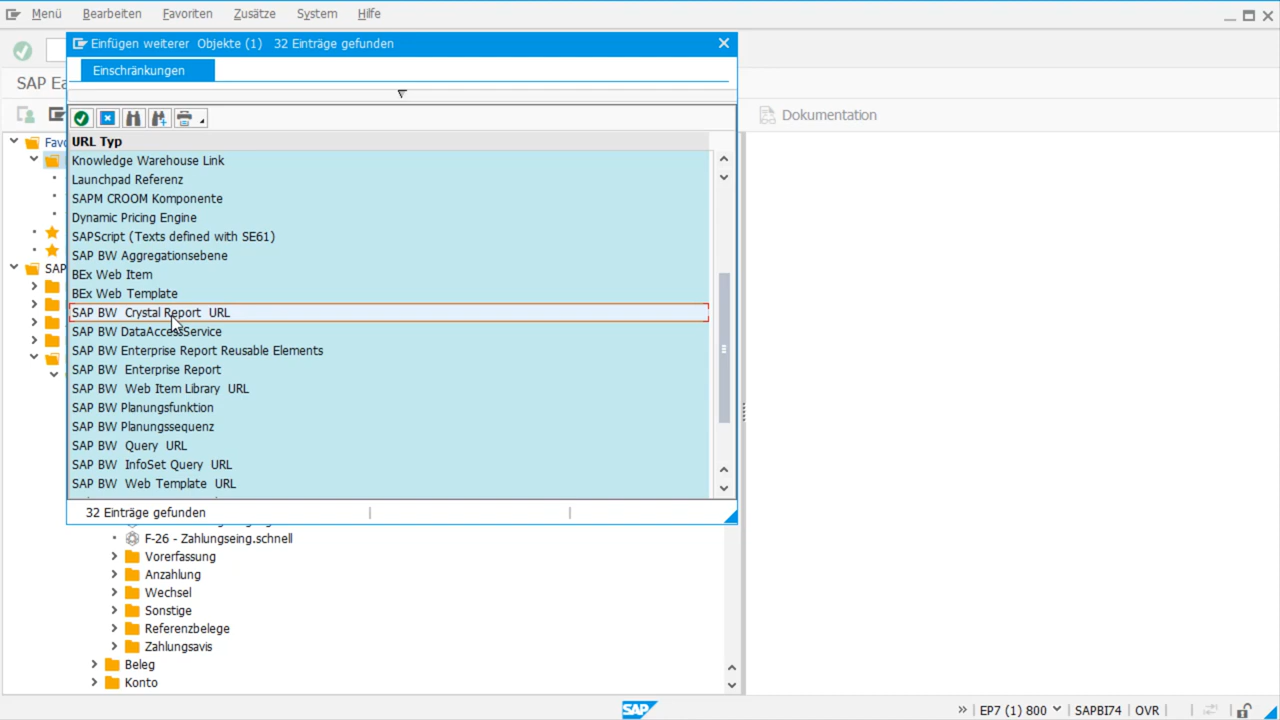 Menü Bearbeiten Favoriten Zusätze System Hilfe
Einfügen weiterer Objekte (1) 32 Einträge gefunden
Einschränkungen
SAP Ea
Dokumentation
URL Typ
Knowledge Warehouse Link
Launchpad Referenz
SAPM CROOM Komponente
Dynamic Pricing Engine
SAPScript (Texts defined with SE61)
SAP BW Aggregationsebene
BEx Web Item
BEx Web Template
SAP BW Crystal Report URL
SAP BW DataAccessService
SAP BW Enterprise Report Reusable Elements
SAP BW Enterprise Report
SAP BW Web Item Library URL
SAP BW Planungsfunktion
SAP BW Planungssequenz
SAP BW Query URL
SAP BW InfoSet Query URL
SAP BW Web Template URL
32 Einträge gefunden
Favo
SAP
F-26 - Zahlungseing.schnell
Vorerfassung
Anzahlung
Wechsel
Sonstige
Referenzbelege
Zahlungsavis
Beleg
Konto
SAP
EP7 (1) 800 SAPBI74 OVR